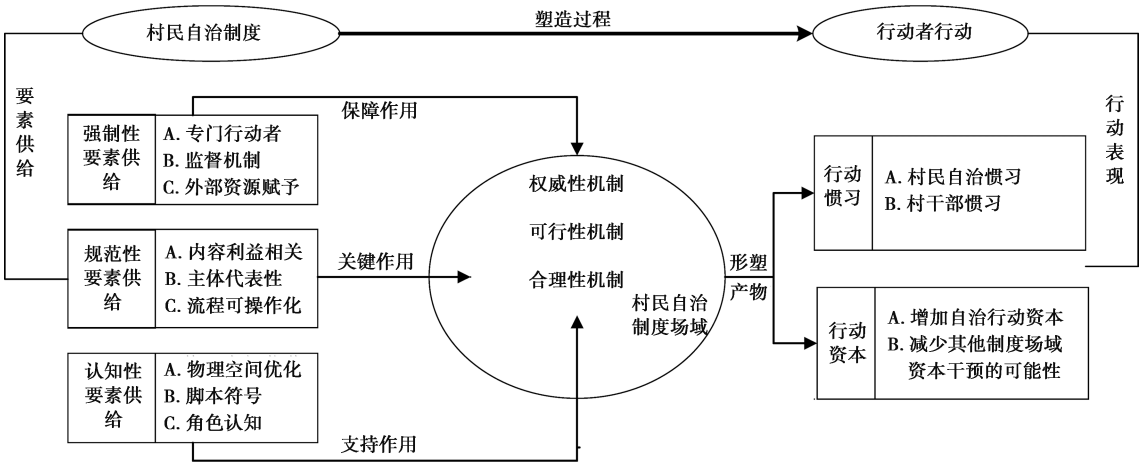 村民自治制度
塑造过程
行动者行动
要素供给
行动表现
保障作用
强制性
要素供
给
A. 专门行动者
B. 监督机制
C. 外部资源赋予
规范性
要素供
给
A. 内容利益相关
B. 主体代表性
C. 流程可操作化
关键作用
认知性
要素供
给
A. 物理空间优化
B. 脚本符号
C. 角色认知
支持作用
权威性机制
可行性机制
合理性机制
村民自治
制度场域
形塑
产物
行动
惯习
A. 村民自治惯习
B. 村干部惯习
行动
资本
A. 增加自治行动资本
B. 减少其他制度场域
资本干预的可能性